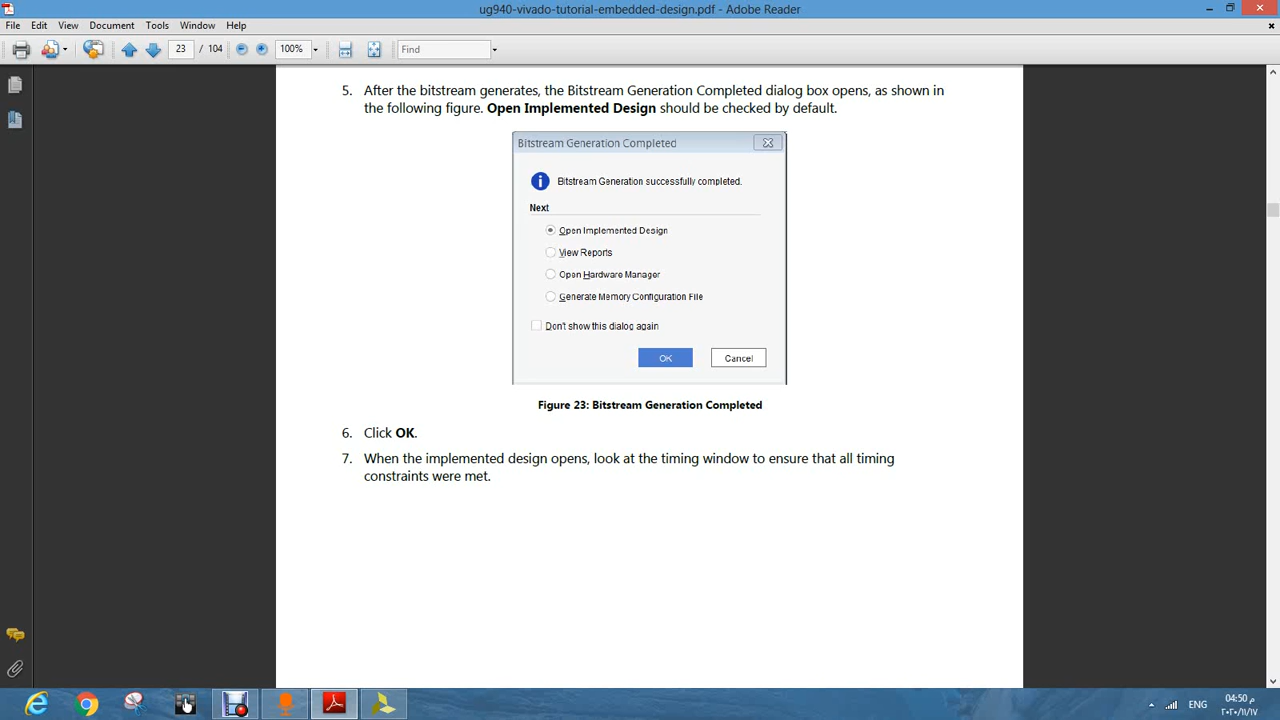 ug940-vivado-tutorial-embedded-design.pdf - Adobe Reader
File Edit View Document Tools Window Help
23 / 104 100% Find
5. After the bitstream generates, the Bitstream Generation Completed dialog box opens, as shown in
the following figure. Open Implemented Design should be checked by default.
Bitstream Generation Completed
Bitstream Generation successfully completed.
Next
Open Implemented Design
View Reports
Open Hardware Manager
Generate Memory Configuration File
Don't show this dialog again
OK Cancel
Figure 23: Bitstream Generation Completed
6. Click OK.
7. When the implemented design opens, look at the timing window to ensure that all timing
constraints were met.
ENG
04:50 م
٢٠٢٠/١١/١٧